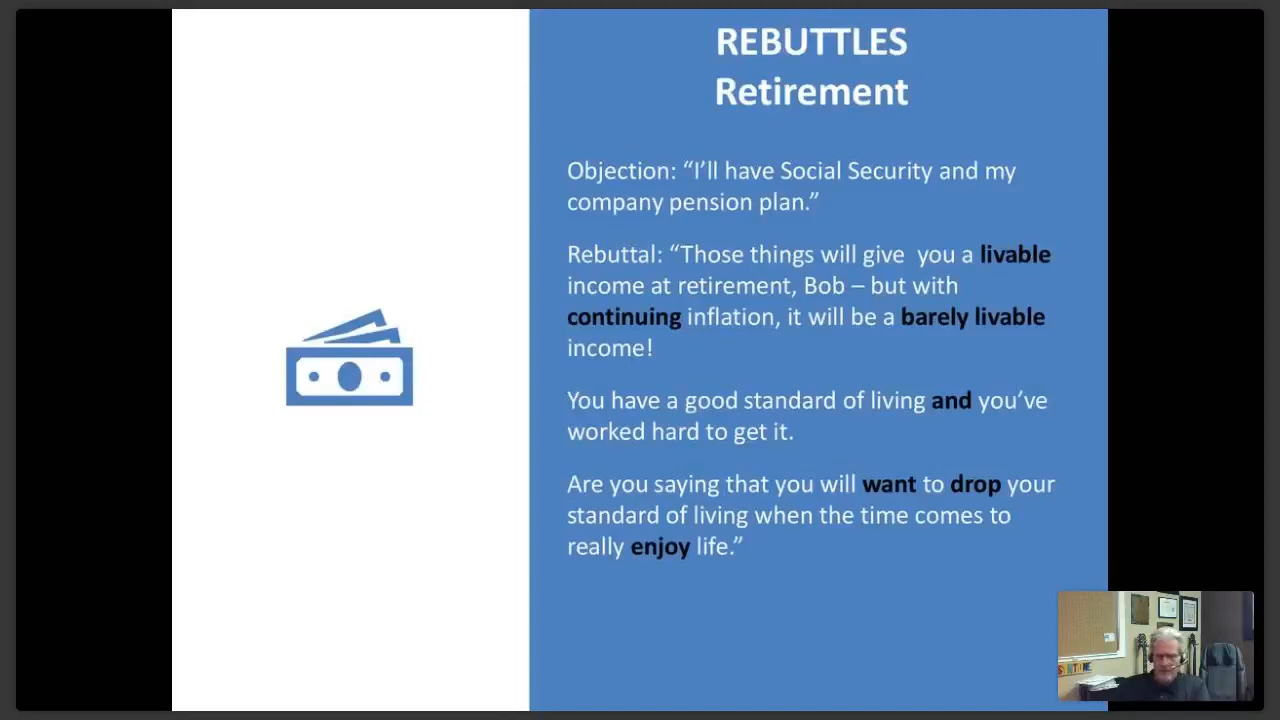 REBUTTLES
Retirement
Objection: “I’ll have Social Security and my
company pension plan.”
Rebuttal: “Those things will give  you a livable
income at retirement, Bob – but with
continuing inflation, it will be a barely livable
income!
You have a good standard of living and you’ve
worked hard to get it.
Are you saying that you will want to drop your
standard of living when the time comes to
really enjoy life.”